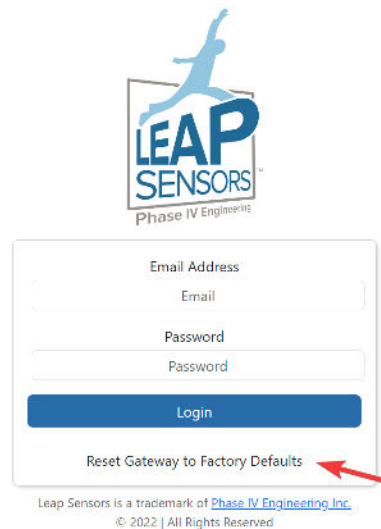 LEAP
SENSORS™
Phase IV Engineering
Email Address
Email
Password
Password
Login
Reset Gateway to Factory Defaults
Leap Sensors is a trademark of Phase IV Engineering Inc.
© 2022 | All Rights Reserved